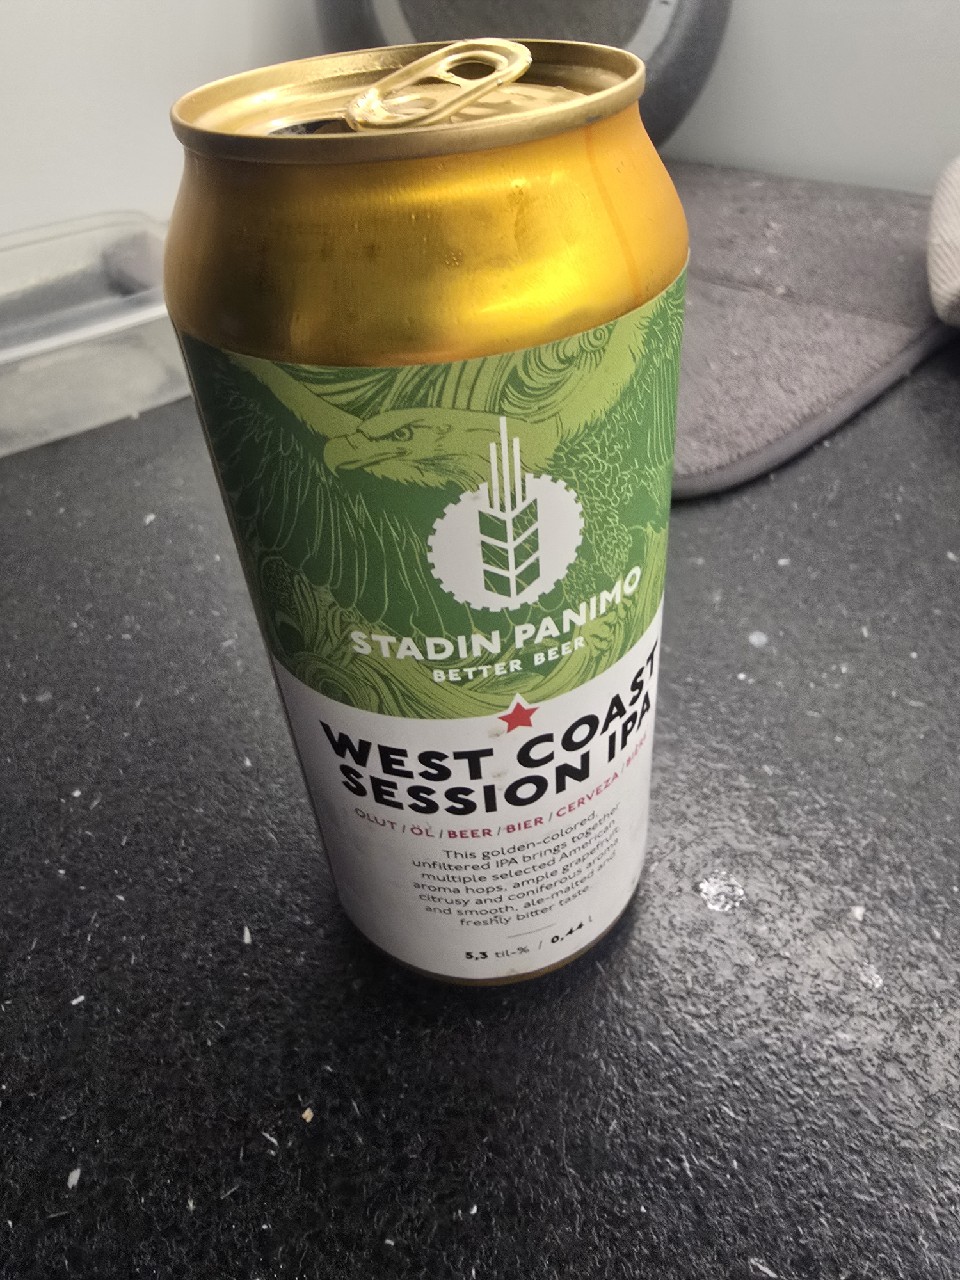 STADIN PANIMO
BETTER BEER
WEST COAST
SESSION IPA
OLUT / ÖL / BEER / BIER / CERVEZA / BIÈRE
This golden-colored,
unfiltered IPA brings together
multiple selected American
aroma hops, ample grapefruit,
citrusy and coniferous aroma
and smooth, ale-malted and
freshly bitter taste.
5,3 til-% / 0,44 L